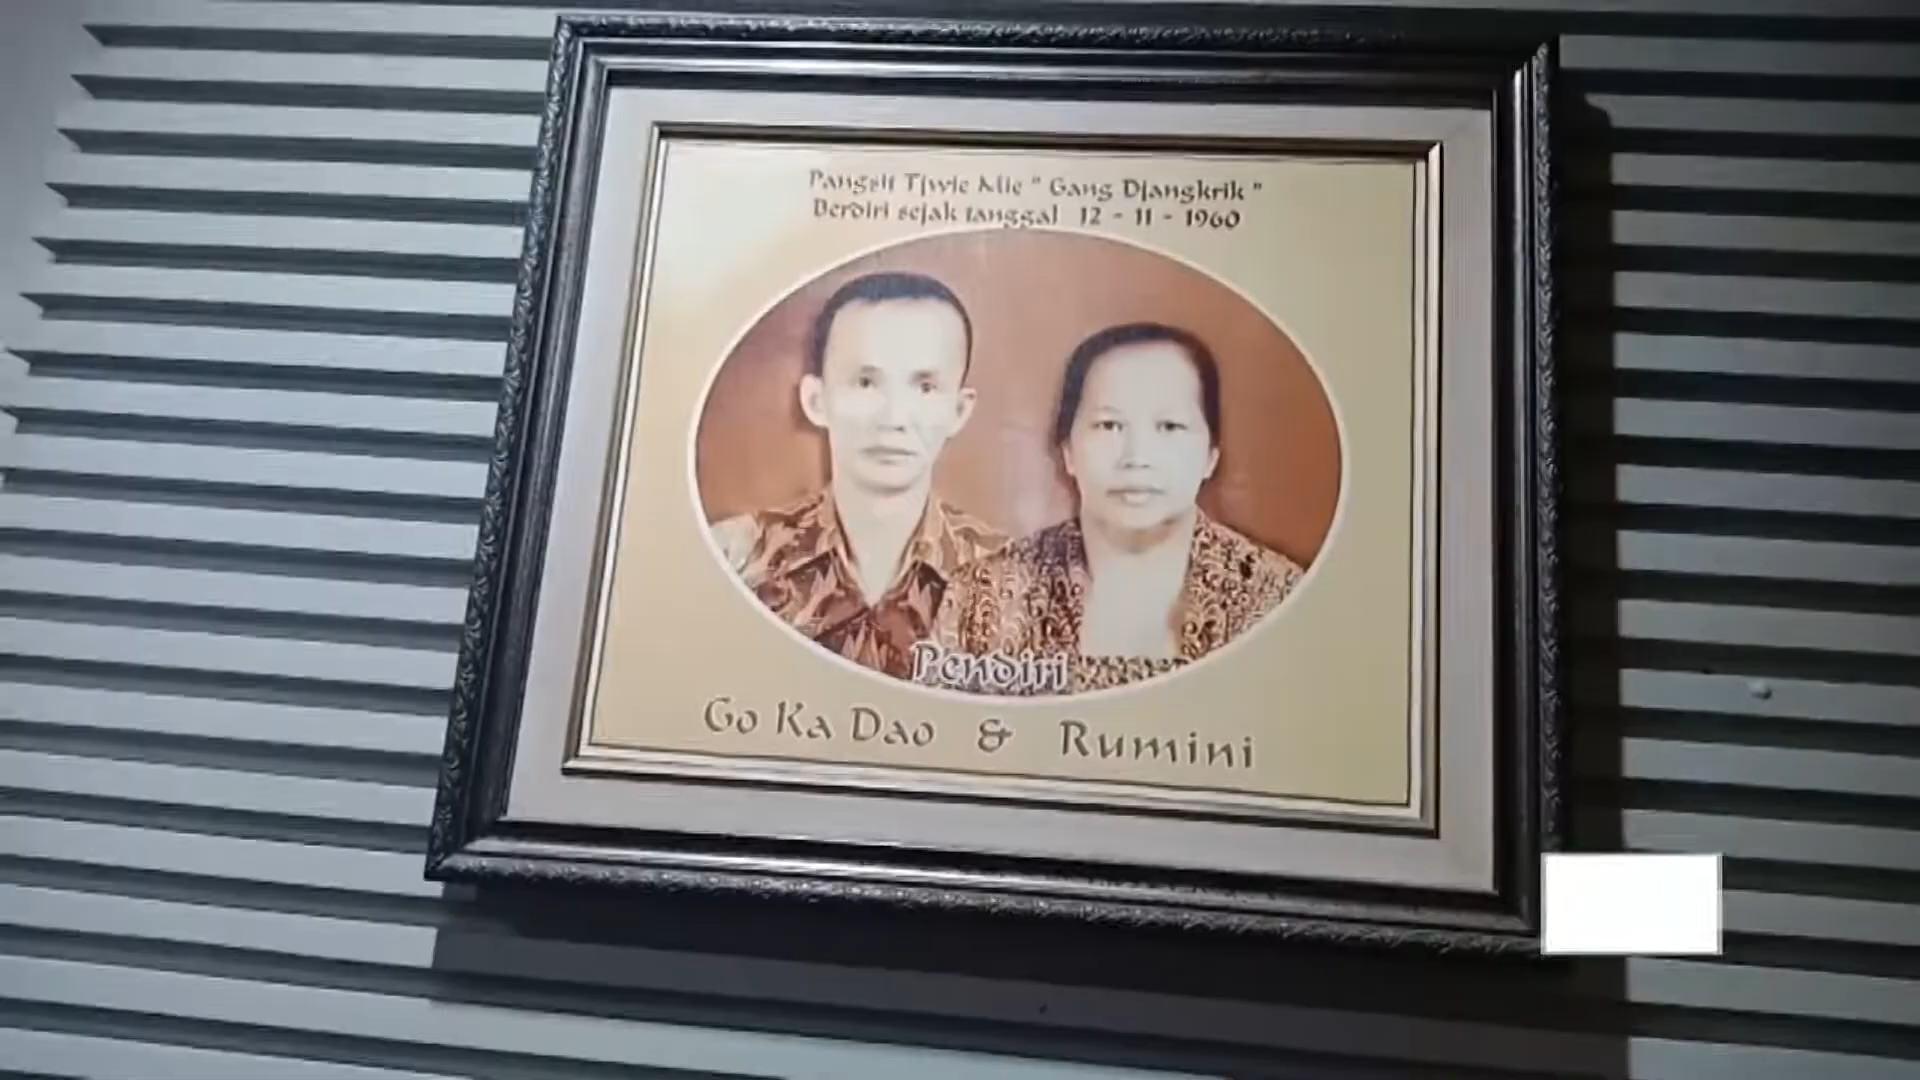 Pangsit Tjwie Mie " Gang Djangkrik "
Berdiri sejak tanggal 12 - 11 - 1960
Pendiri
Go Ka Dao & Rumini